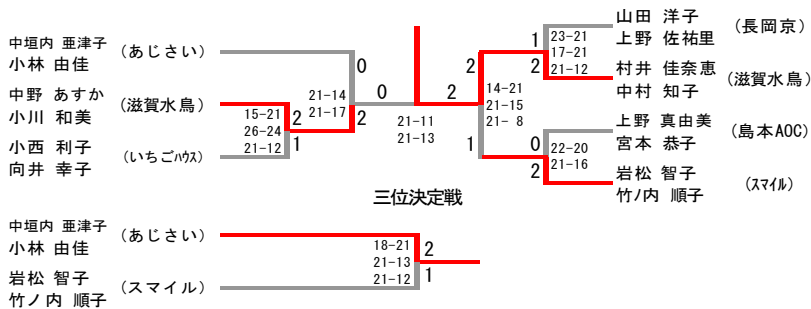 中垣内 亜津子
小林 由佳
(あじさい)
中野 あすか
小川 和美
(滋賀水鳥)
小西 利子
向井 幸子
(いちごハウス)
0
21-14
21-17
2
15-21
26-24
21-12
2
1
0
2
21-11
21-13
山田 洋子
上野 佐祐里
(長岡京)
村井 佳奈恵
中村 知子
(滋賀水鳥)
上野 真由美
宮本 恭子
(島本AOC)
岩松 智子
竹ノ内 順子
(スマイル)
1
23-21
17-21
21-12
2
2
14-21
21-15
21- 8
1
0
22-20
21-16
2
三位決定戦
中垣内 亜津子
小林 由佳
(あじさい)
岩松 智子
竹ノ内 順子
(スマイル)
18-21
21-13
21-12
2
1